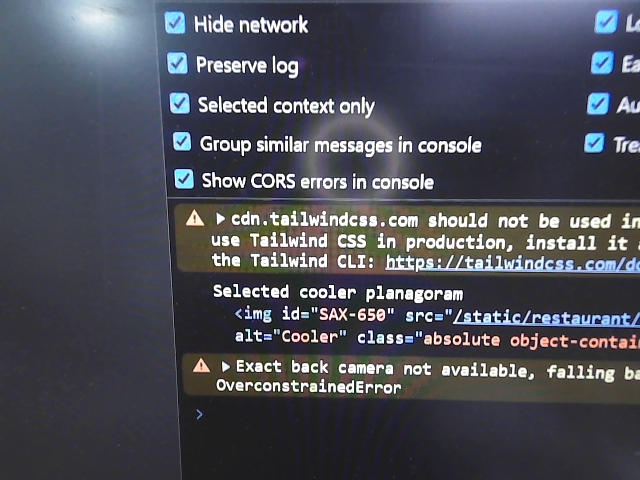 Hide network
Preserve log
Ea
Selected context only
Au
Group similar messages in console
Tre
Show CORS errors in console
cdn.tailwindcss.com should not be used in
use Tailwind CSS in production, install it
the Tailwind CLI: https://tailwindcss.com/do
Selected cooler planagoram
<img id="SAX-650" src="/static/restaurant/
alt="Cooler" class="absolute object-contai
Exact back camera not available, falling ba
OverconstrainedError
>